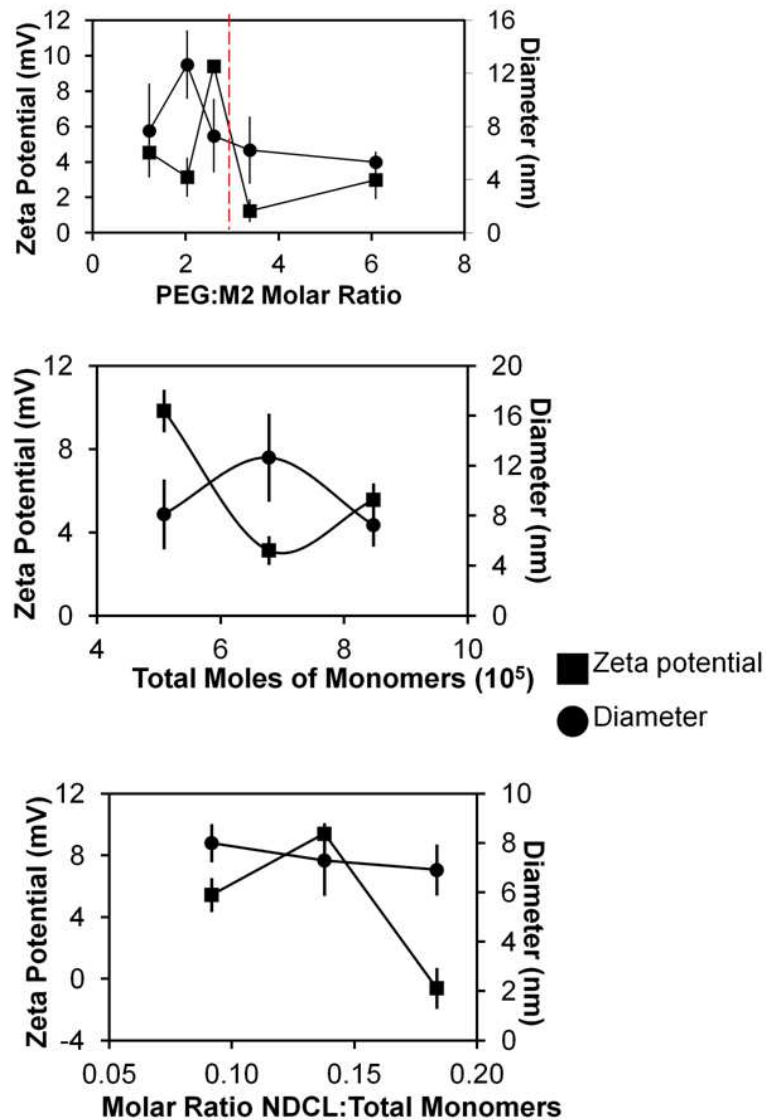 12
10
8
6
4
2
0
Zeta Potential (mV)
16
12
8
4
0
Diameter (nm)
0 2 4 6 8
PEG:M2 Molar Ratio
12
8
4
0
Zeta Potential (mV)
20
16
12
8
4
0
Diameter (nm)
4 6 8 10
Total Moles of Monomers (10⁵)
Zeta potential
Diameter
12
8
4
0
-4
Zeta Potential (mV)
10
8
6
4
2
0
Diameter (nm)
0.05 0.10 0.15 0.20
Molar Ratio NDCL:Total Monomers